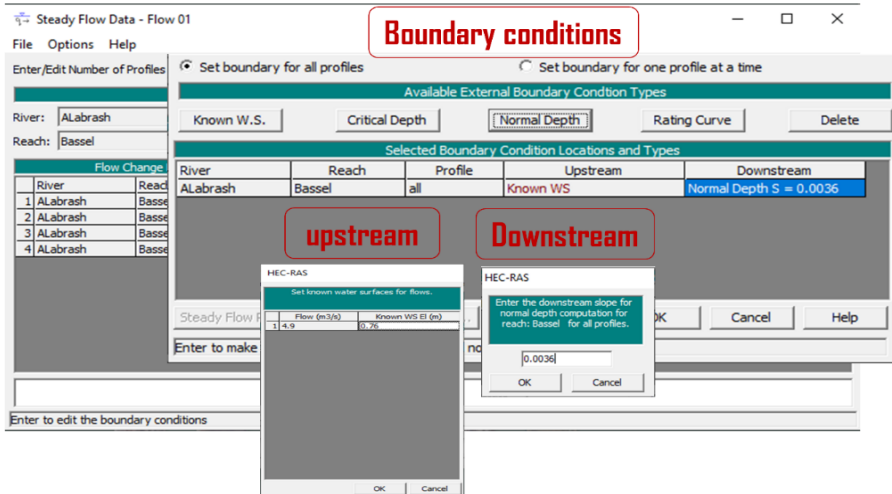 Steady Flow Data - Flow 01
Boundary conditions
File Options Help
Enter/Edit Number of Profiles
Set boundary for all profiles
Set boundary for one profile at a time
Available External Boundary Condtion Types
River: ALabrash
Known W.S. Critical Depth Normal Depth Rating Curve Delete
Reach: Bassel
Selected Boundary Condition Locations and Types
Flow Change
River Reach Profile Upstream Downstream
ALabrash Bassel all Known WS Normal Depth S = 0.0036
River Reac
1 ALabrash Basse
2 ALabrash Basse
3 ALabrash Basse
4 ALabrash Basse
upstream
Downstream
HEC-RAS
Set known water surfaces for flows.
Flow (m3/s) Known WS El (m)
1 4.9 0.76
OK Cancel
HEC-RAS
Enter the downstream slope for
normal depth computation for
reach: Bassel for all profiles.
0.0036
OK Cancel
Steady Flow
Cancel Help
Enter to make
Enter to edit the boundary conditions